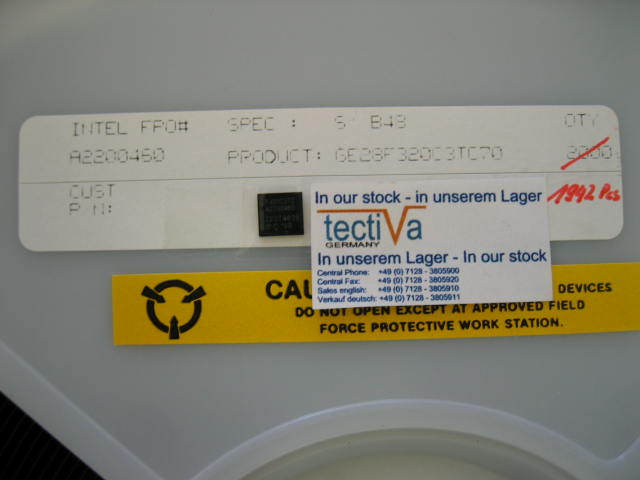 INTEL FPO# SPEC : S B48 QTY
A2200460 PRODUCT: GE28F320C3TC70 2000
CUST
P N:
1942 Pcs
In our stock - in unserem Lager
tectiVa
GERMANY
In unserem Lager - In our stock
Central Phone: +49 (0) 7128 - 3805900
Central Fax: +49 (0) 7128 - 3805920
Sales english: +49 (0) 7128 - 3805910
Verkauf deutsch: +49 (0) 7128 - 3805911
CAU DEVICES
DO NOT OPEN EXCEPT AT APPROVED FIELD
FORCE PROTECTIVE WORK STATION.